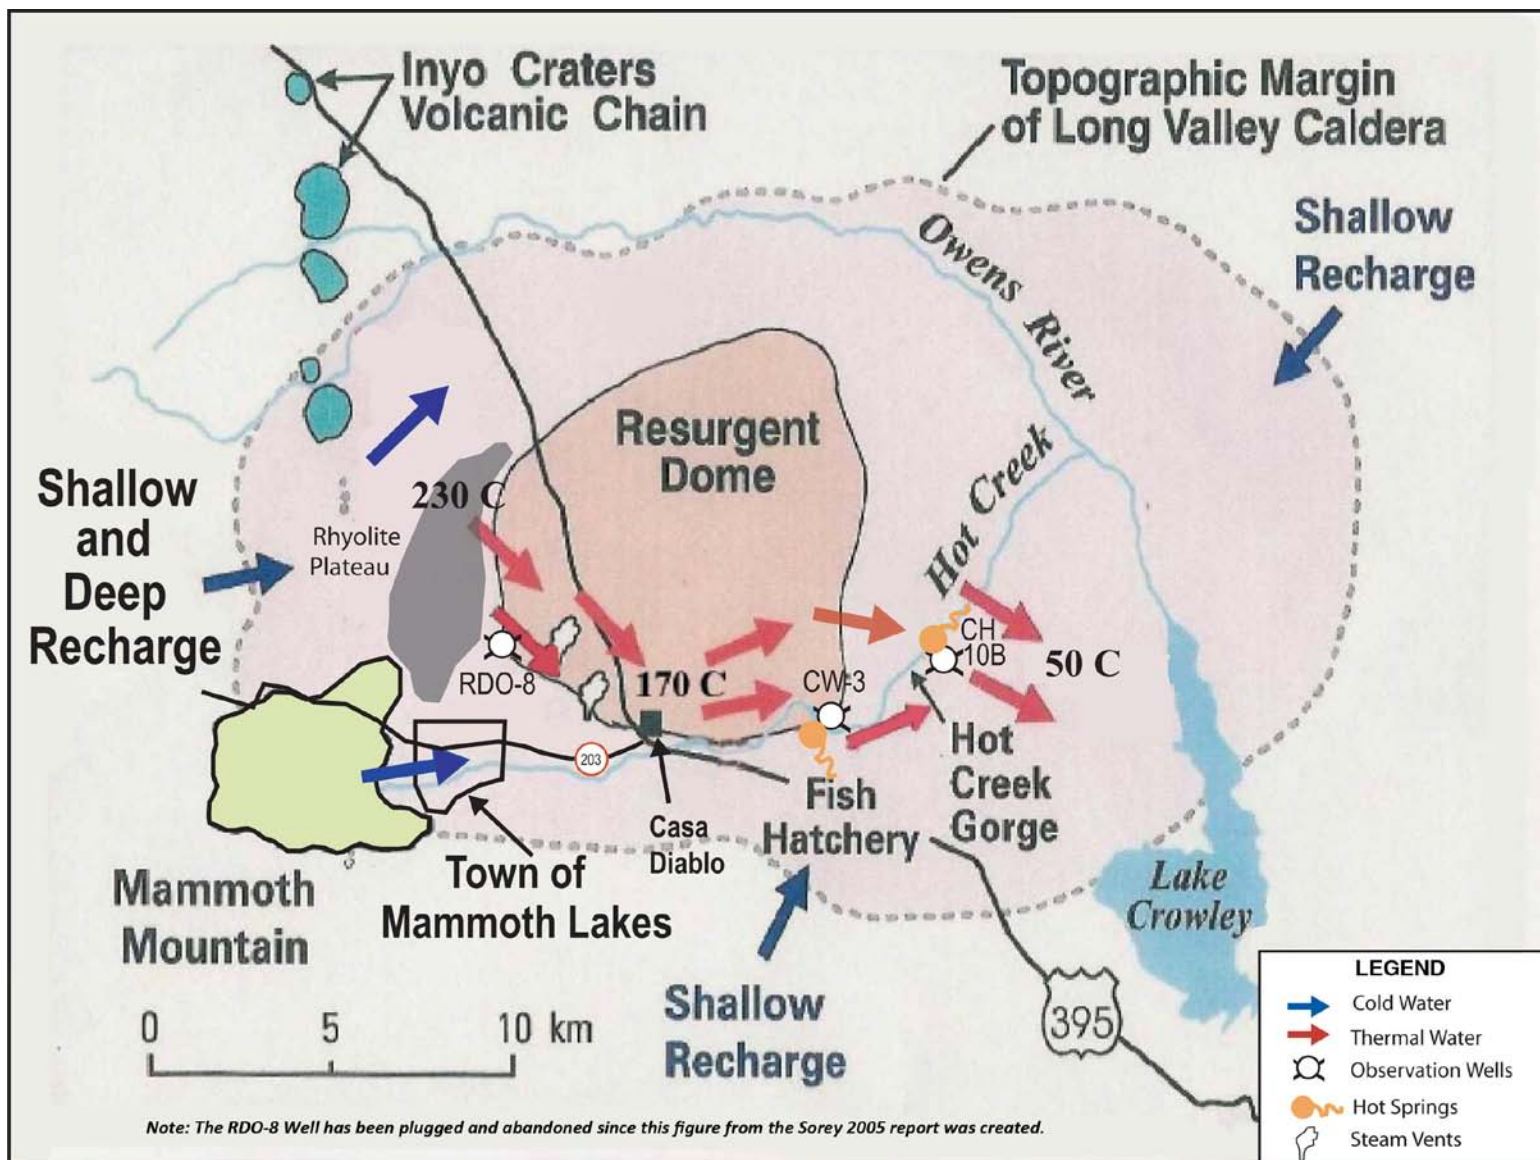 Inyo Craters
Volcanic Chain
Topographic Margin
of Long Valley Caldera
Shallow
Recharge
Owens River
Resurgent
Dome
Hot Creek
230 C
Rhyolite
Plateau
Shallow
and
Deep
Recharge
RDO-8
170 C
CW-3
CH
10B
50 C
203
Hot
Creek
Gorge
Fish
Hatchery
Casa
Diablo
Town of
Mammoth Lakes
Mammoth
Mountain
Lake
Crowley
Shallow
Recharge
395
0 5 10 km
LEGEND
Cold Water
Thermal Water
Observation Wells
Hot Springs
Steam Vents
Note: The RDO-8 Well has been plugged and abandoned since this figure from the Sorey 2005 report was created.